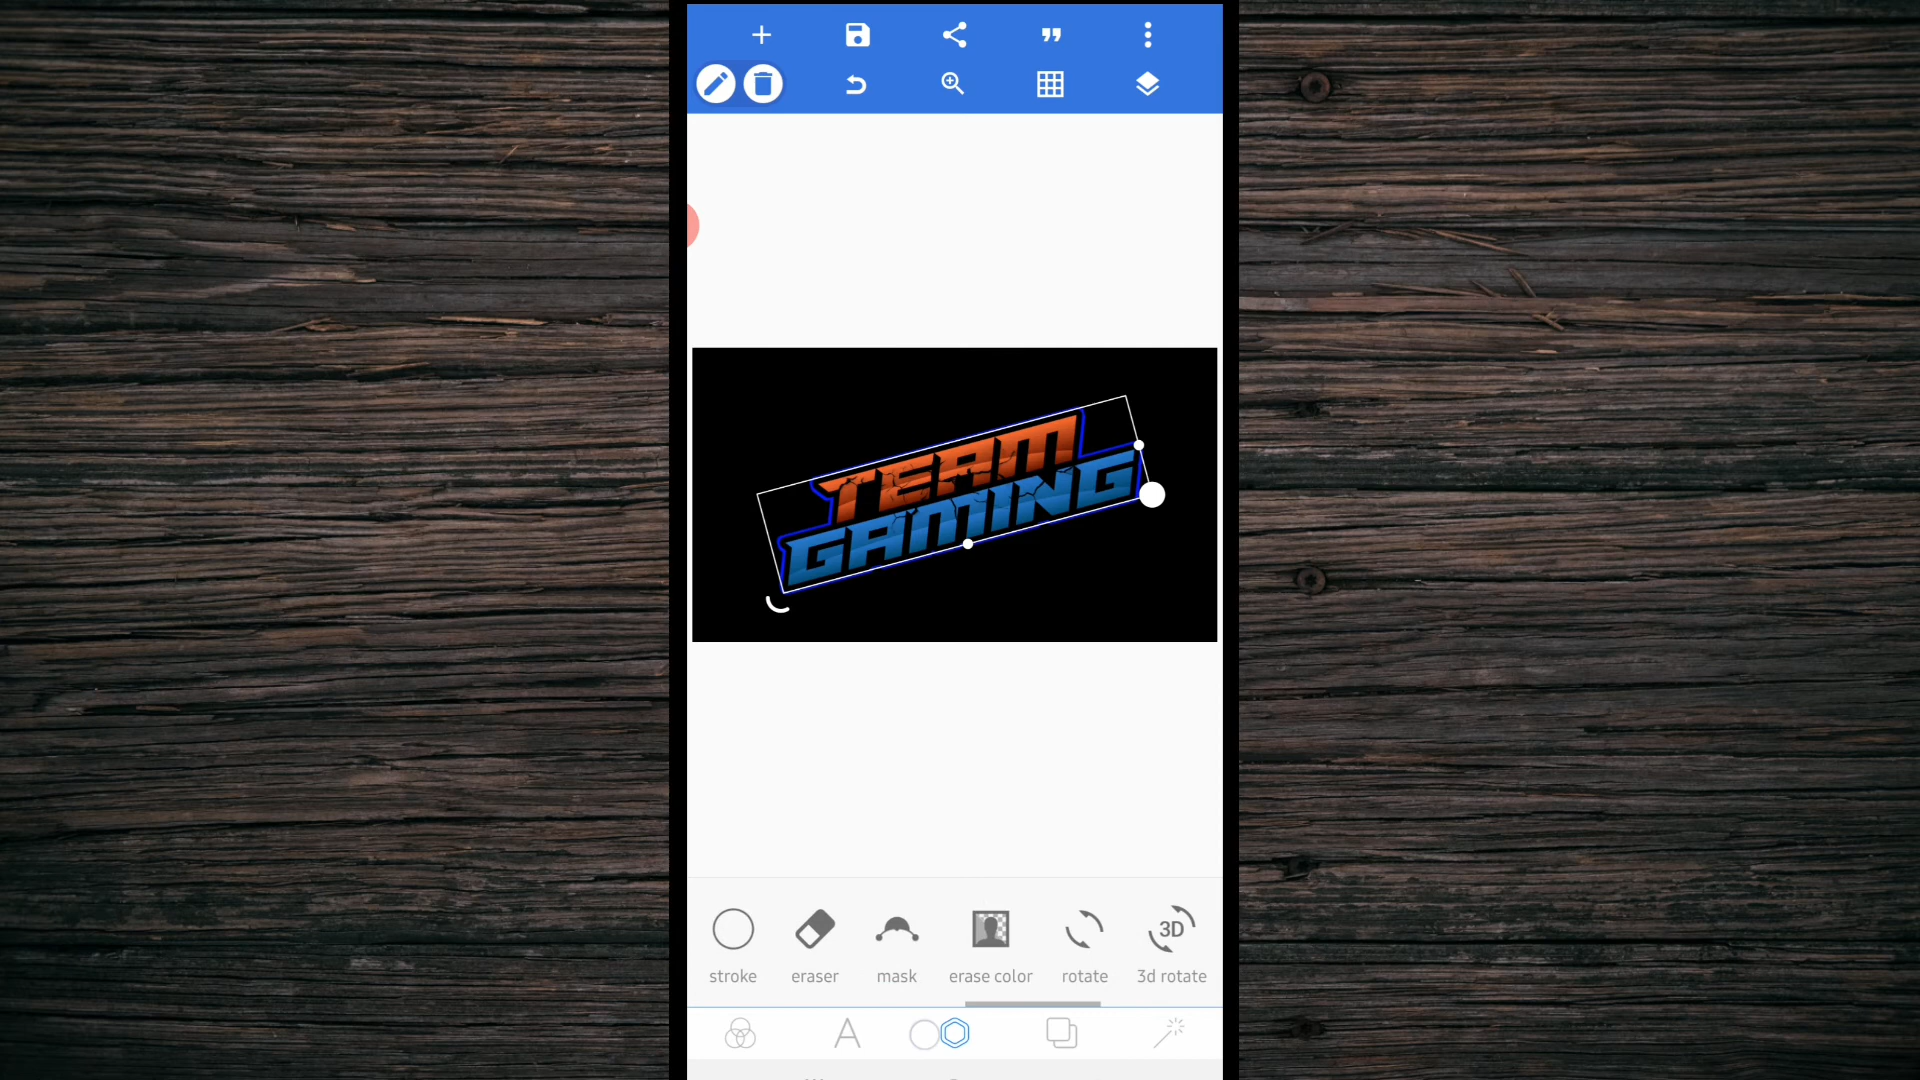 TEAM
GAMING
stroke
eraser
mask
erase color
rotate
3D
3d rotate
A